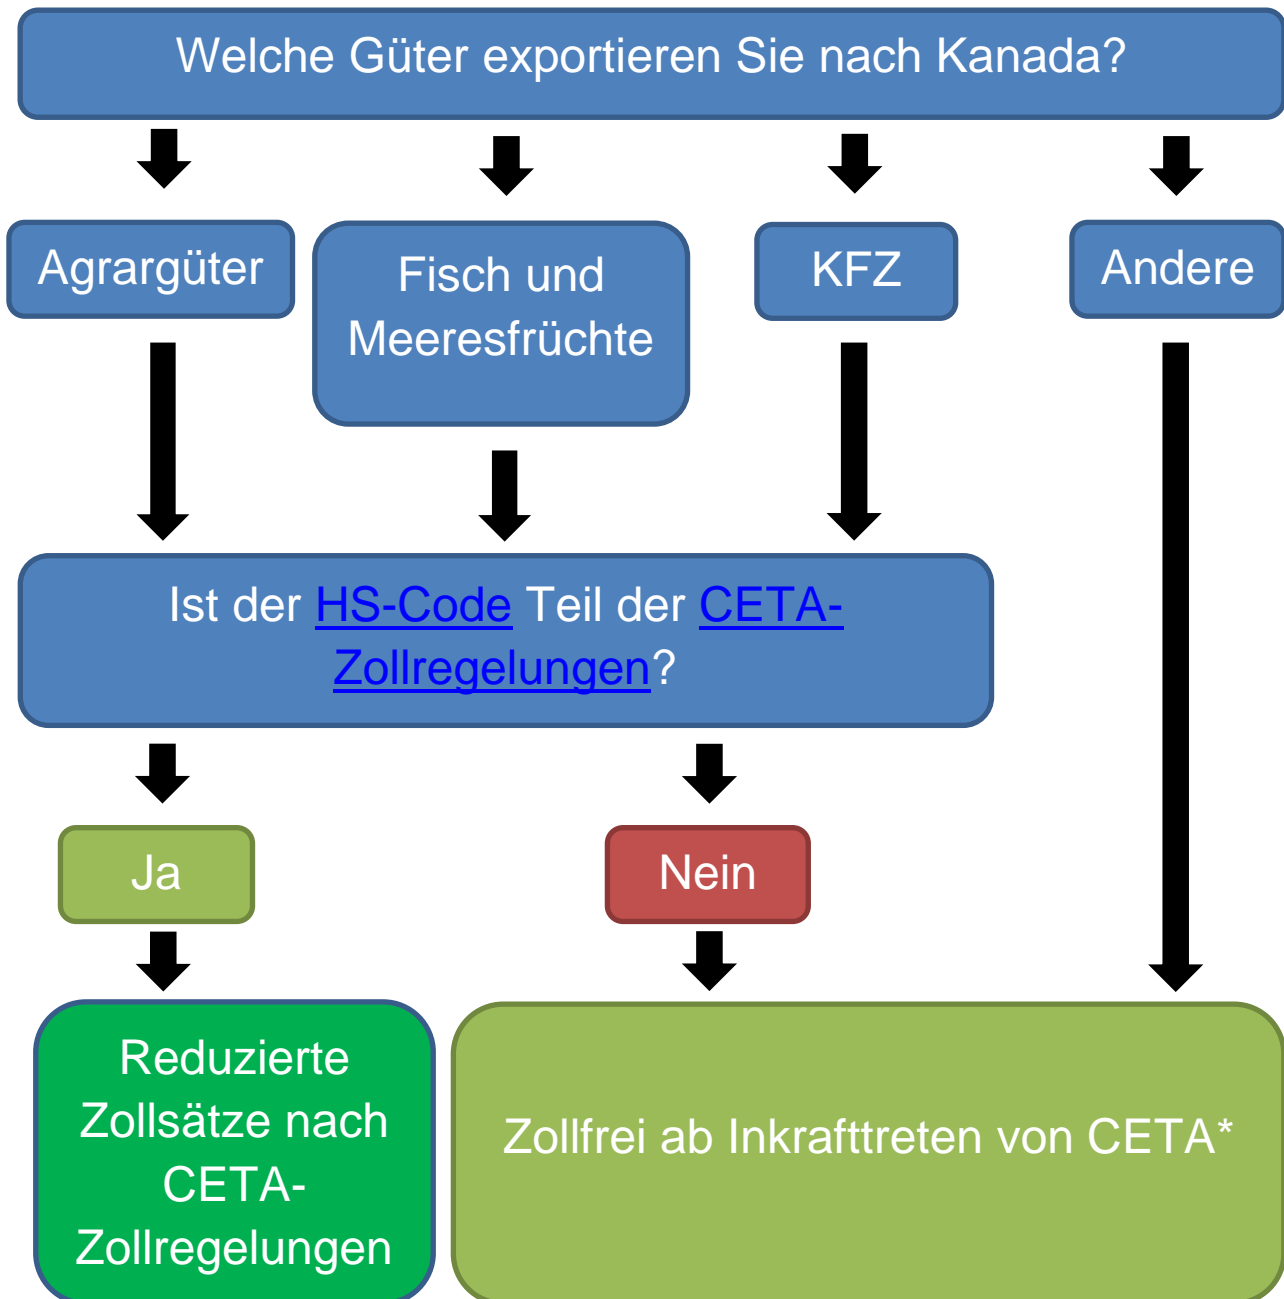 Welche Güter exportieren Sie nach Kanada?
Agrargüter
Fisch und
Meeresfrüchte
KFZ
Andere
Ist der HS-Code Teil der CETA-
Zollregelungen?
Ja
Nein
Reduzierte
Zollsätze nach
CETA-
Zollregelungen
Zollfrei ab Inkrafttreten von CETA*